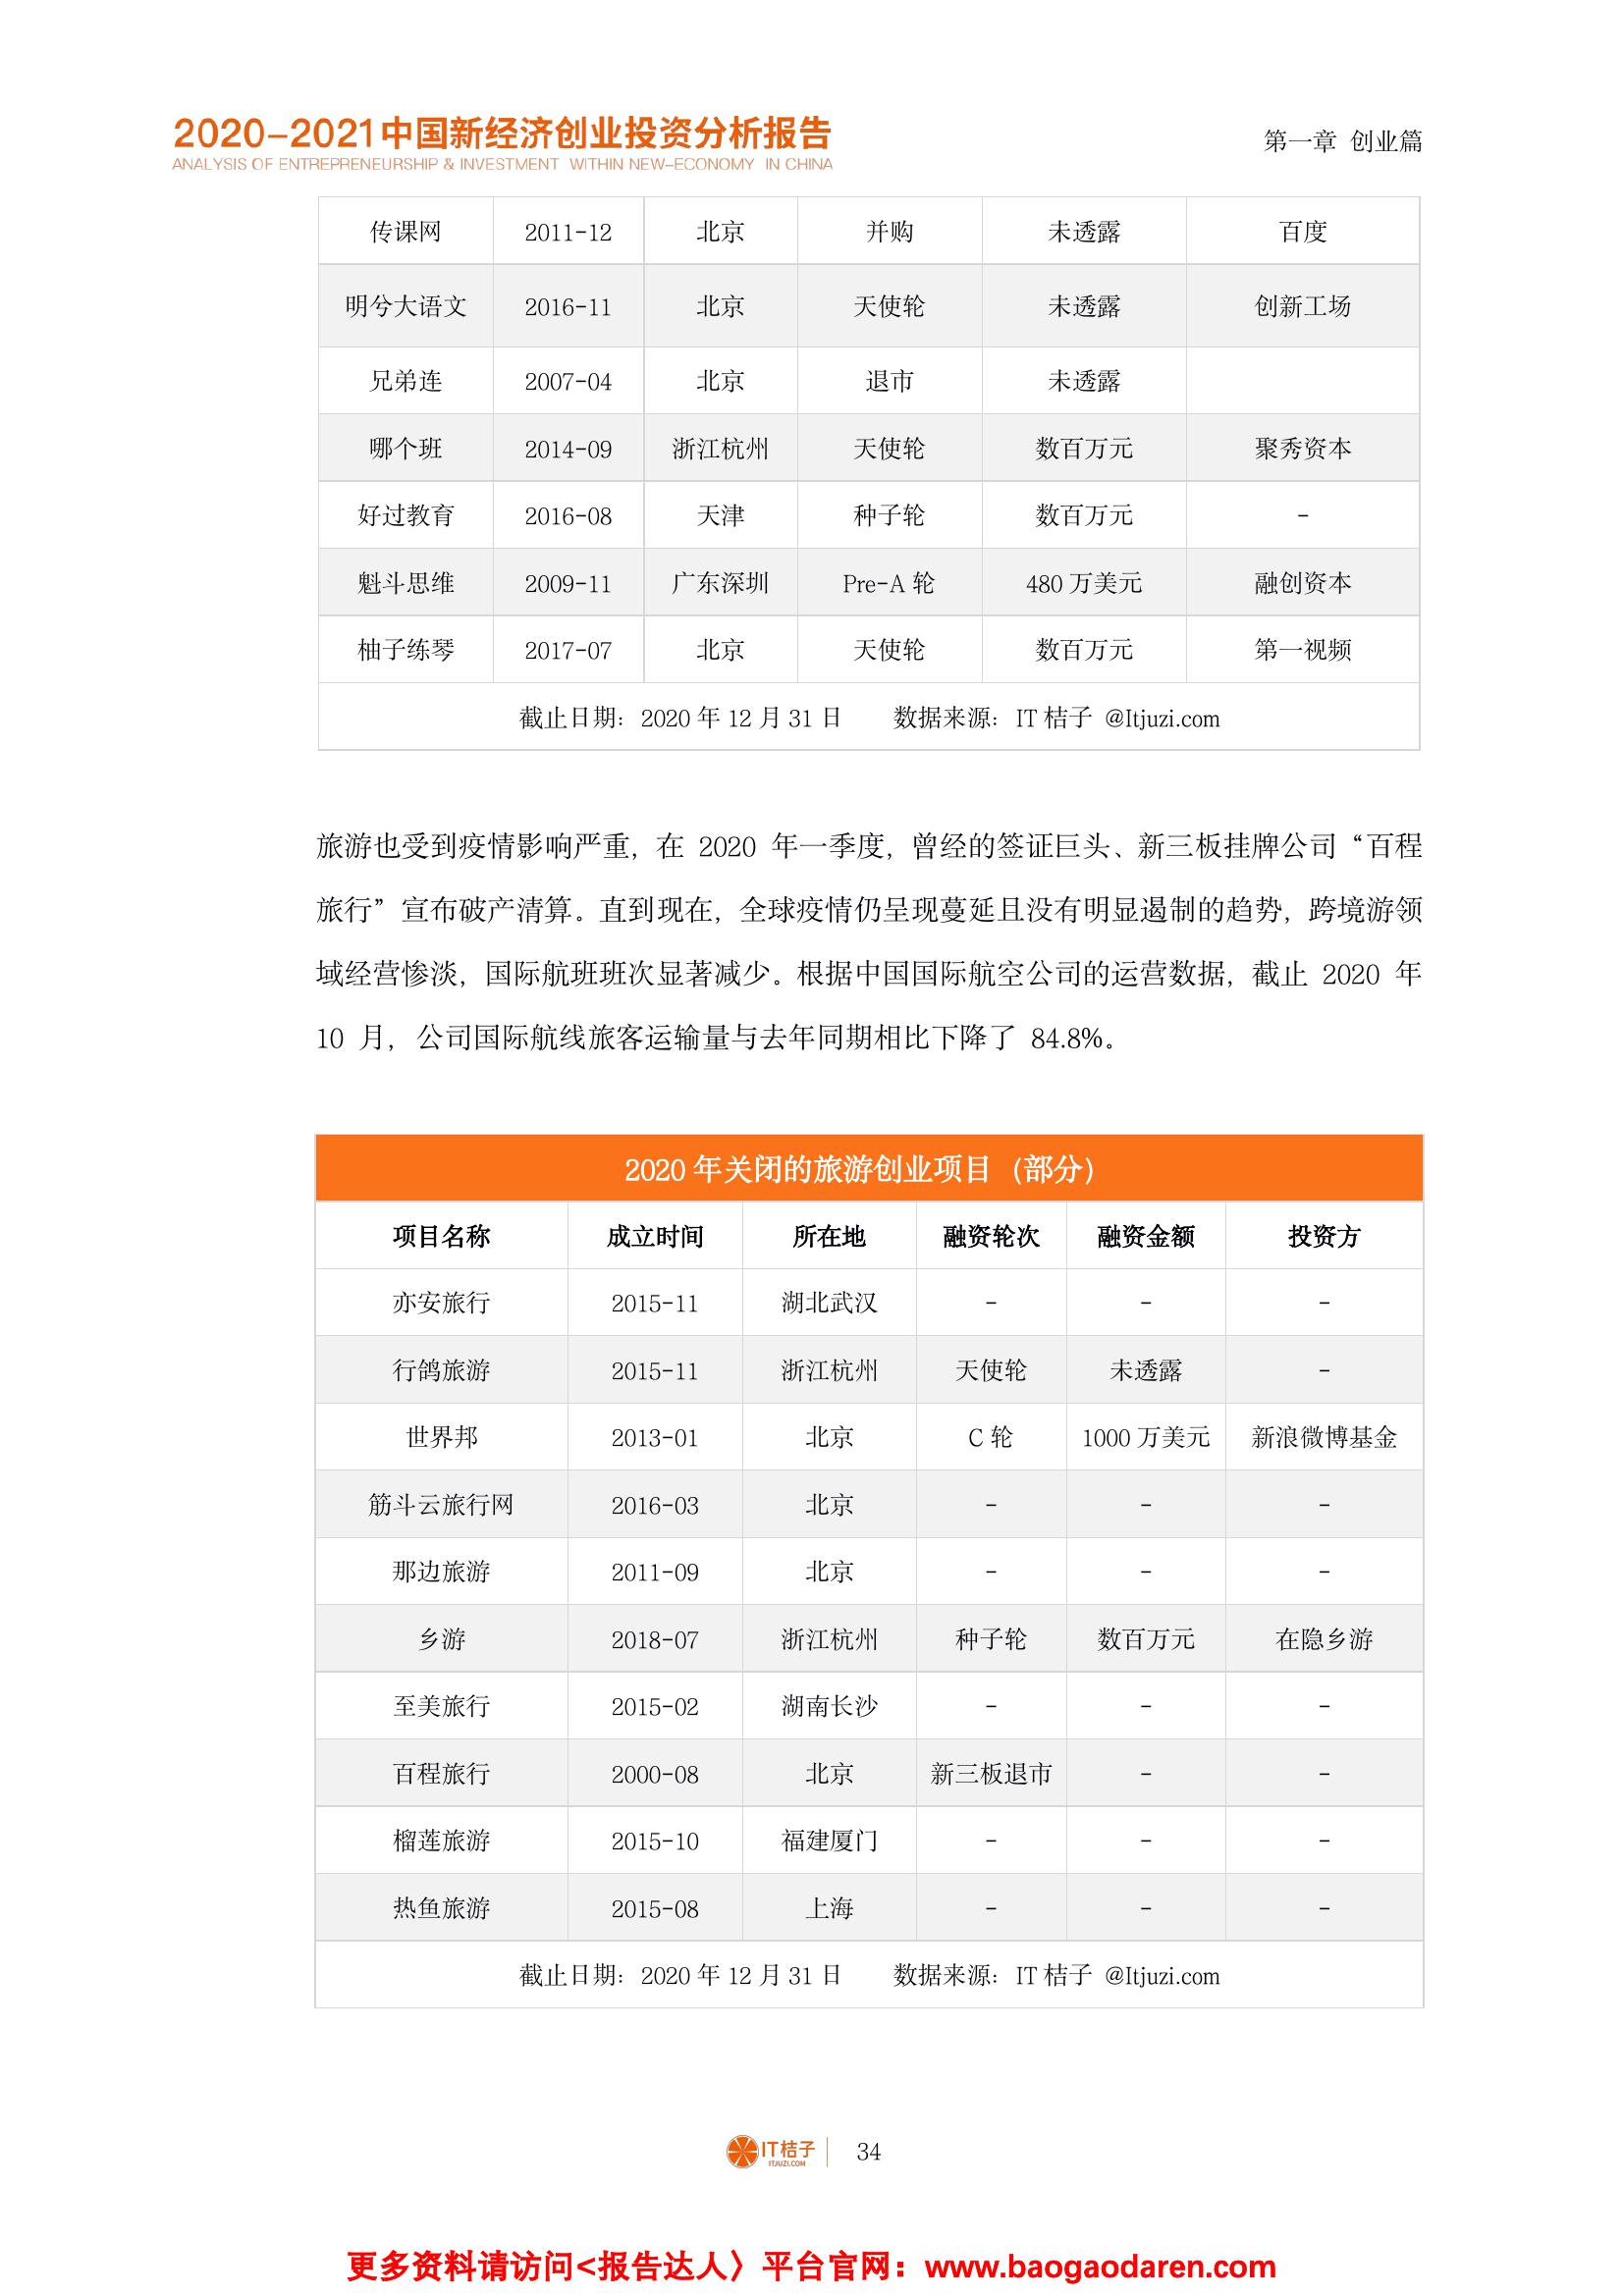 2020-2021中国新经济创业投资分析报告
ANALYSIS OF ENTREPRENEURSHIP & INVESTMENT WITHIN NEW-ECONOMY IN CHINA
第一章 创业篇
传课网 2011-12 北京 并购 未透露 百度
明兮大语文 2016-11 北京 天使轮 未透露 创新工场
兄弟连 2007-04 北京 退市 未透露
哪个班 2014-09 浙江杭州 天使轮 数百万元 聚秀资本
好过教育 2016-08 天津 种子轮 数百万元 -
魁斗思维 2009-11 广东深圳 Pre-A 轮 480 万美元 融创资本
柚子练琴 2017-07 北京 天使轮 数百万元 第一视频
截止日期：2020 年 12 月 31 日 数据来源：IT 桔子 @Itjuzi.com
旅游也受到疫情影响严重，在 2020 年一季度，曾经的签证巨头、新三板挂牌公司“百程
旅行”宣布破产清算。直到现在，全球疫情仍呈现蔓延且没有明显遏制的趋势，跨境游领
域经营惨淡，国际航班班次显著减少。根据中国国际航空公司的运营数据，截止 2020 年
10 月，公司国际航线旅客运输量与去年同期相比下降了 84.8%。
2020 年关闭的旅游创业项目（部分）
项目名称 成立时间 所在地 融资轮次 融资金额 投资方
亦安旅行 2015-11 湖北武汉 - - -
行鸽旅游 2015-11 浙江杭州 天使轮 未透露 -
世界邦 2013-01 北京 C 轮 1000 万美元 新浪微博基金
筋斗云旅行网 2016-03 北京 - - -
那边旅游 2011-09 北京 - - -
乡游 2018-07 浙江杭州 种子轮 数百万元 在隐乡游
至美旅行 2015-02 湖南长沙 - - -
百程旅行 2000-08 北京 新三板退市 - -
榴莲旅游 2015-10 福建厦门 - - -
热鱼旅游 2015-08 上海 - - -
截止日期：2020 年 12 月 31 日 数据来源：IT 桔子 @Itjuzi.com
IT桔子
ITJUZI.COM
34
更多资料请访问<报告达人〉平台官网：www.baogaodaren.com